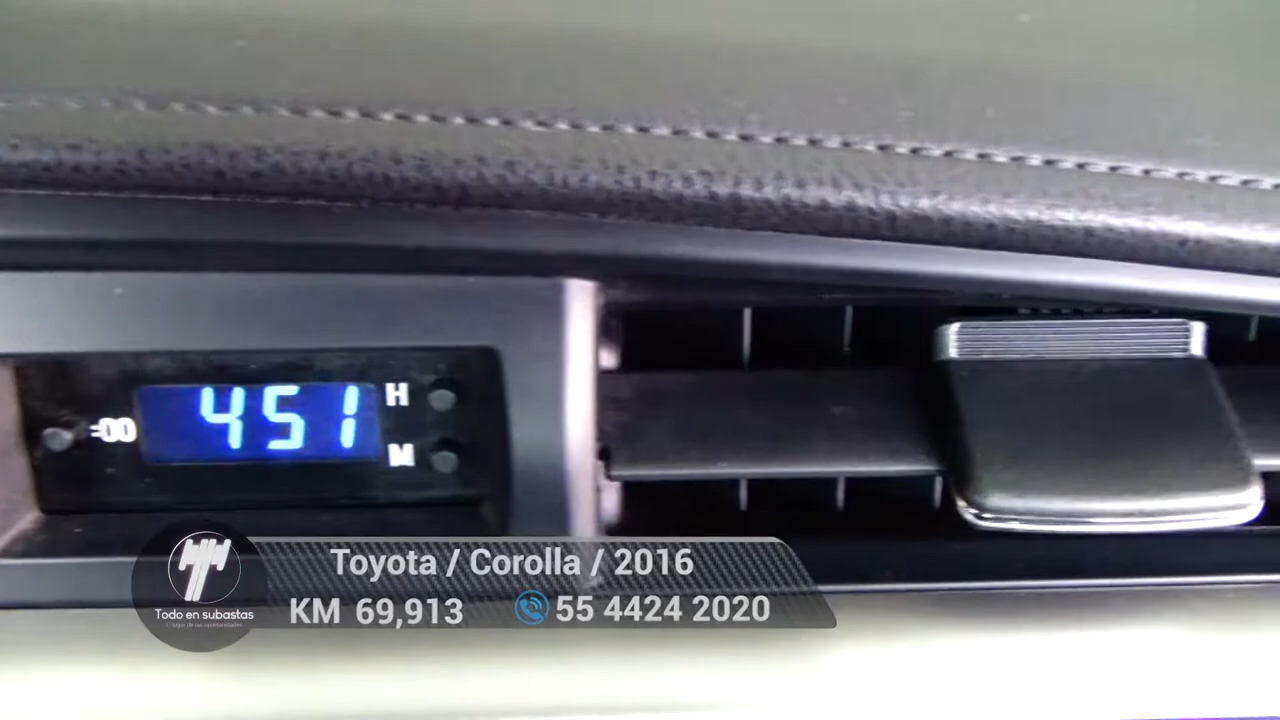 451
H
:00
M
Toyota / Corolla / 2016
KM 69,913
55 4424 2020
Todo en subastas